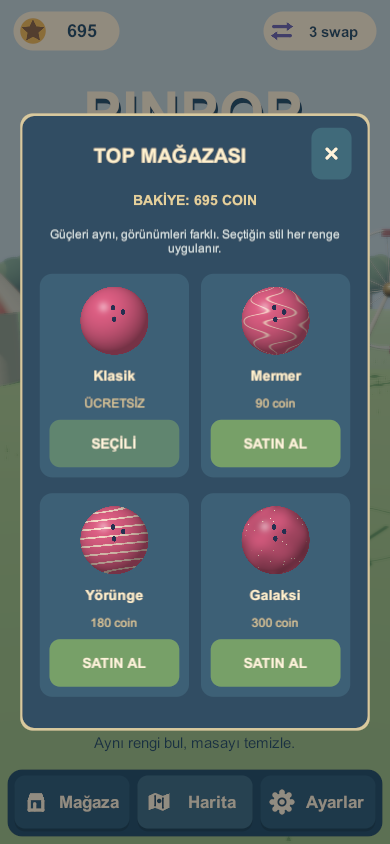 695
3 swap
PINPOP
TOP MAĞAZASI
×
BAKİYE: 695 COIN
Güçleri aynı, görünümleri farklı. Seçtiğin stil her renge
uygulanır.
Klasik
ÜCRETSİZ
SEÇİLİ
Mermer
90 coin
SATIN AL
Yörünge
180 coin
SATIN AL
Galaksi
300 coin
SATIN AL
Aynı rengi bul, masayı temizle.
Mağaza
Harita
Ayarlar